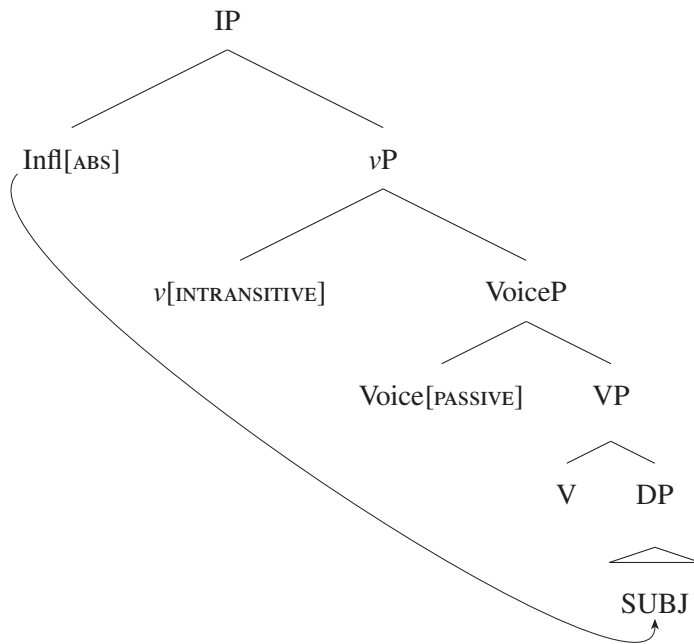 IP
Infl[ABS] vP
v[INTRANSITIVE] VoiceP
Voice[PASSIVE] VP
V DP
SUBJ